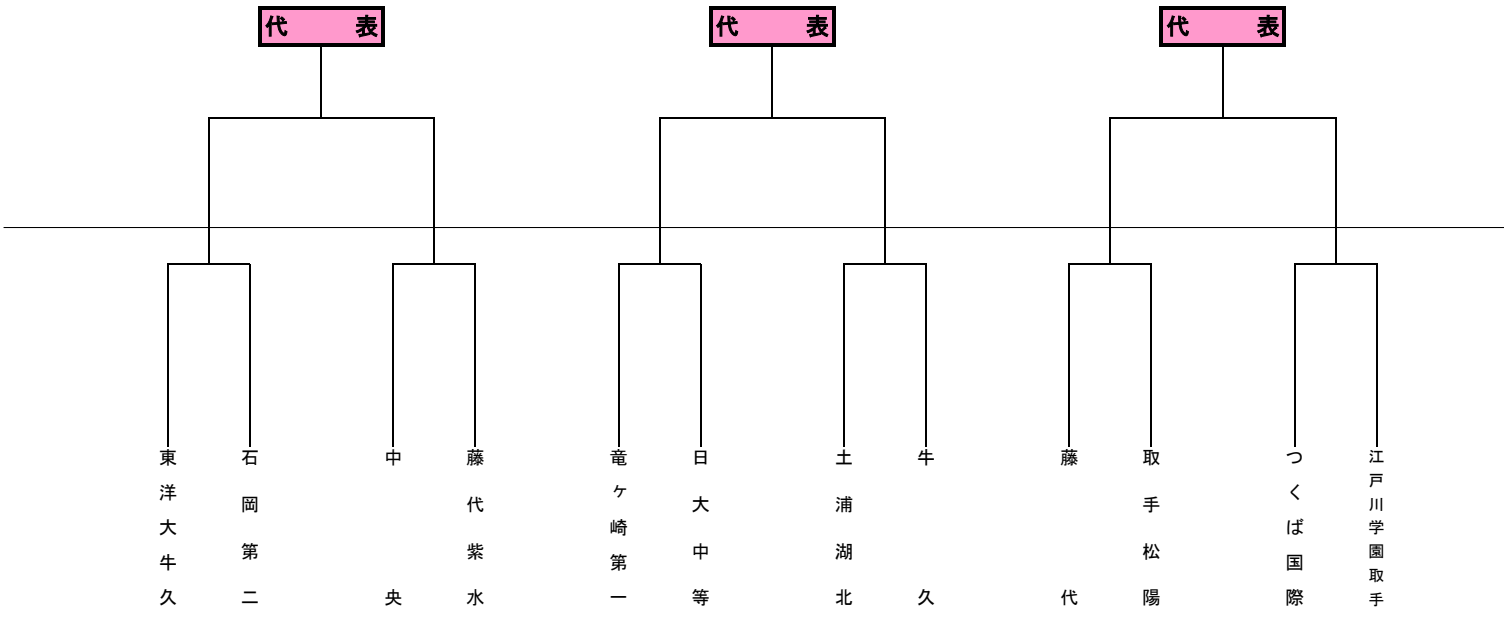 代表
代表
代表
東洋大牛久
石岡第二
中央
藤代紫水
竜ヶ崎第一
日大中等
土浦湖北
牛久
藤代
取手松陽
つくば国際
江戸川学園取手